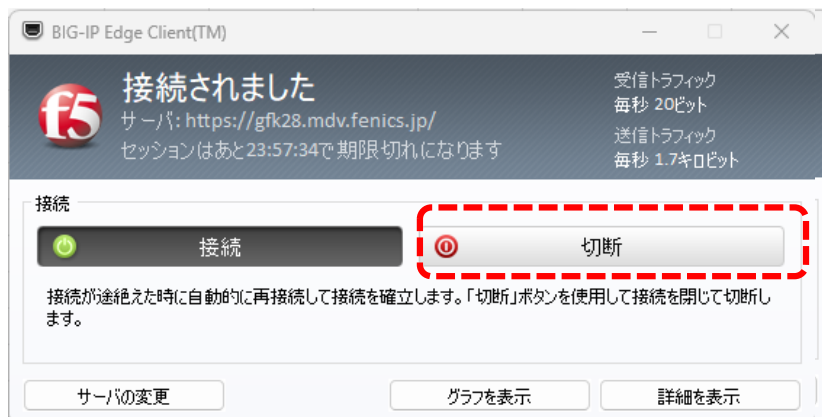 BIG-IP Edge Client(TM)
f5
接続されました
サーバ: https://gfk28.mdv.fenics.jp/
セッションはあと23:57:34で期限切れになります
受信トラフィック
毎秒 20ビット
送信トラフィック
毎秒 1.7キロビット
接続
接続
切断
接続が途絶えた時に自動的に再接続して接続を確立します。「切断」ボタンを使用して接続を閉じて切断し
ます。
サーバの変更
グラフを表示
詳細を表示